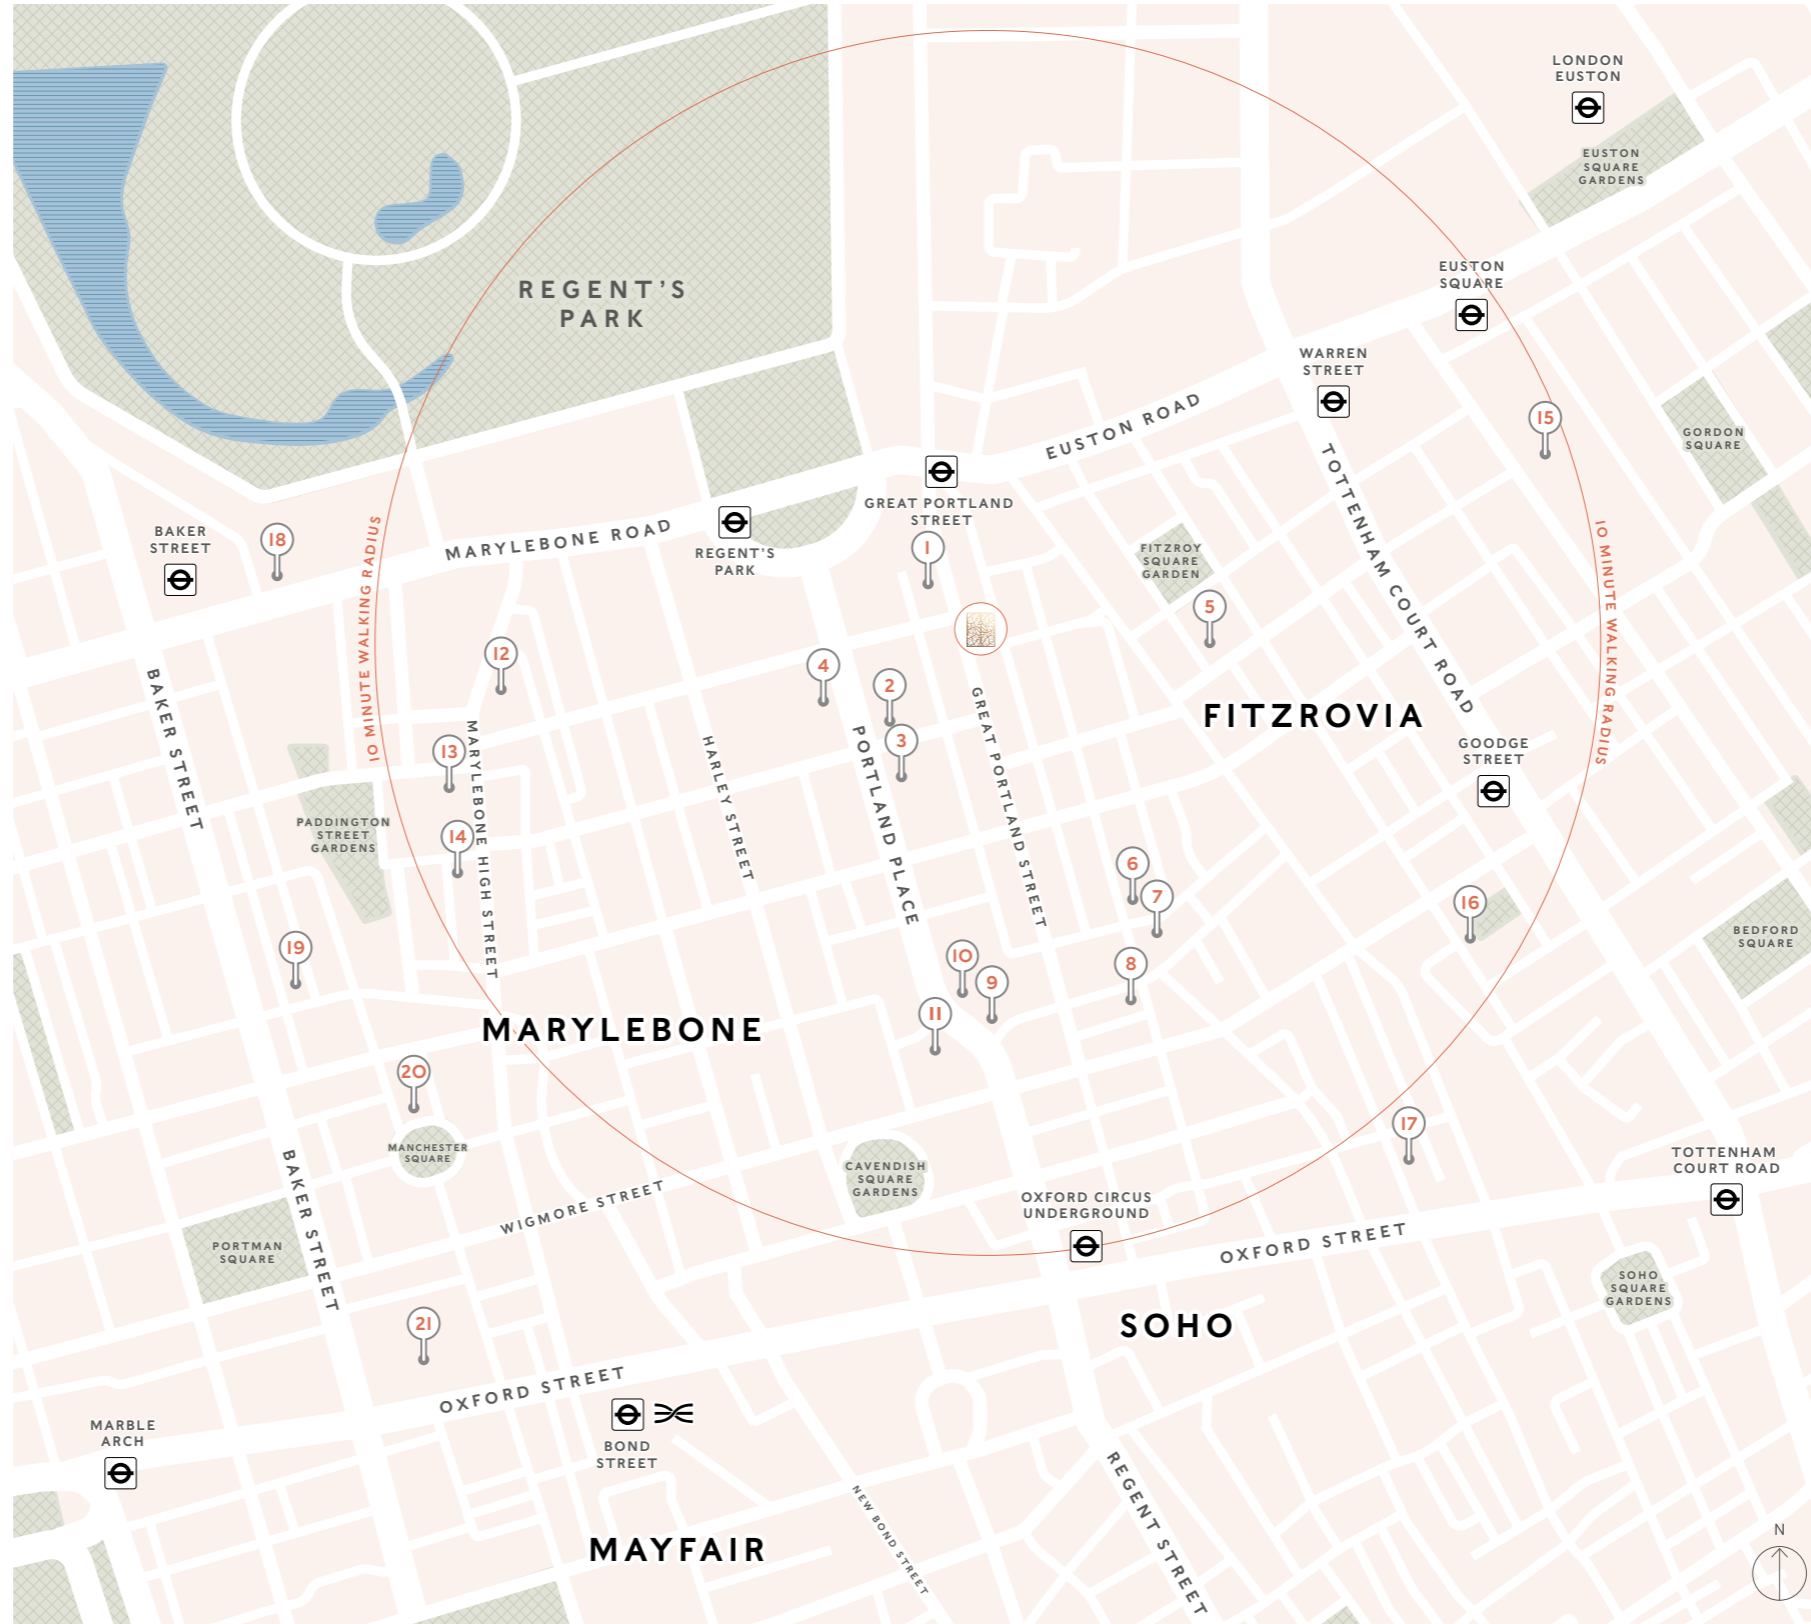 LONDON
EUSTON
EUSTON
SQUARE
GARDENS
REGENT'S
PARK
EUSTON
SQUARE
WARREN
STREET
EUSTON ROAD
15
GORDON
SQUARE
TOTTENHAM COURT ROAD
GREAT PORTLAND
STREET
MARYLEBONE ROAD
REGENT'S
PARK
BAKER
STREET
18
1
FITZROY
SQUARE
GARDEN
5
10 MINUTE WALKING RADIUS
10 MINUTE WALKING RADIUS
12
4
2
3
FITZROVIA
BAKER STREET
13
MARYLEBONE HIGH STREET
HARLEY STREET
PORTLAND PLACE
GREAT PORTLAND STREET
GOODGE
STREET
PADDINGTON
STREET
GARDENS
14
6
7
16
BEDFORD
SQUARE
19
10
9
8
11
MARYLEBONE
20
MANCHESTER
SQUARE
17
CAVENDISH
SQUARE
GARDENS
TOTTENHAM
COURT ROAD
OXFORD CIRCUS
UNDERGROUND
WIGMORE STREET
BAKER STREET
PORTMAN
SQUARE
OXFORD STREET
SOHO
SQUARE
GARDENS
21
SOHO
OXFORD STREET
MARBLE
ARCH
BOND
STREET
NEW BOND STREET
REGENT STREET
MAYFAIR
N